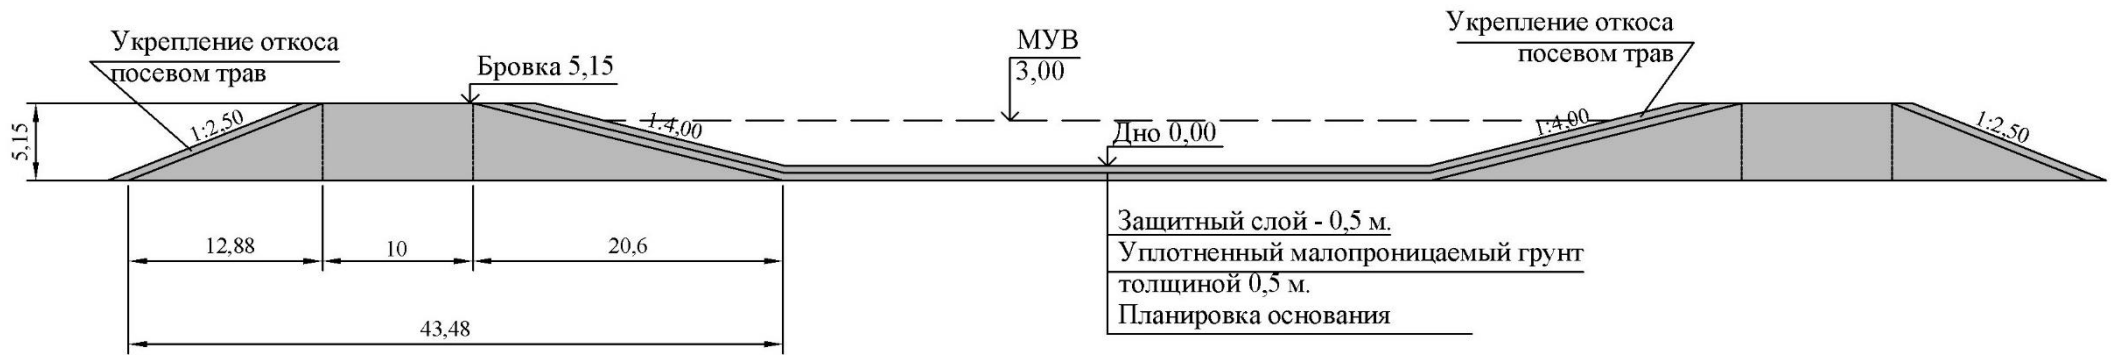 Укрепление откоса
посевом трав
Бровка 5,15
МУВ
3,00
Укрепление откоса
посевом трав
5,15
1:2,50
1:4,00
Дно 0,00
1:4,00
1:2,50
Защитный слой - 0,5 м.
Уплотненный малопроницаемый грунт
толщиной 0,5 м.
Планировка основания
12,88
10
20,6
43,48